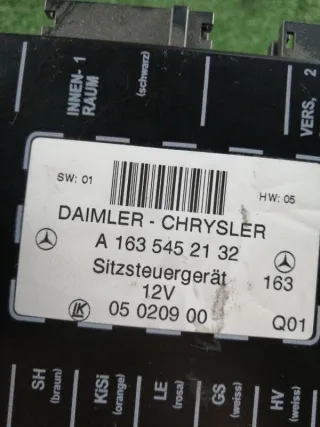 INNEN- 1
RAUM
(schwarz)
VERS, 2
SW: 01
HW: 05
DAIMLER - CHRYSLER
A 163 545 21 32
Sitzsteuergerät
163
12V
LK
05 0209 00
Q01
SH
(braun)
KiSi
(orange)
LE
(rosa)
GS
(weiss)
HV
(weiss)